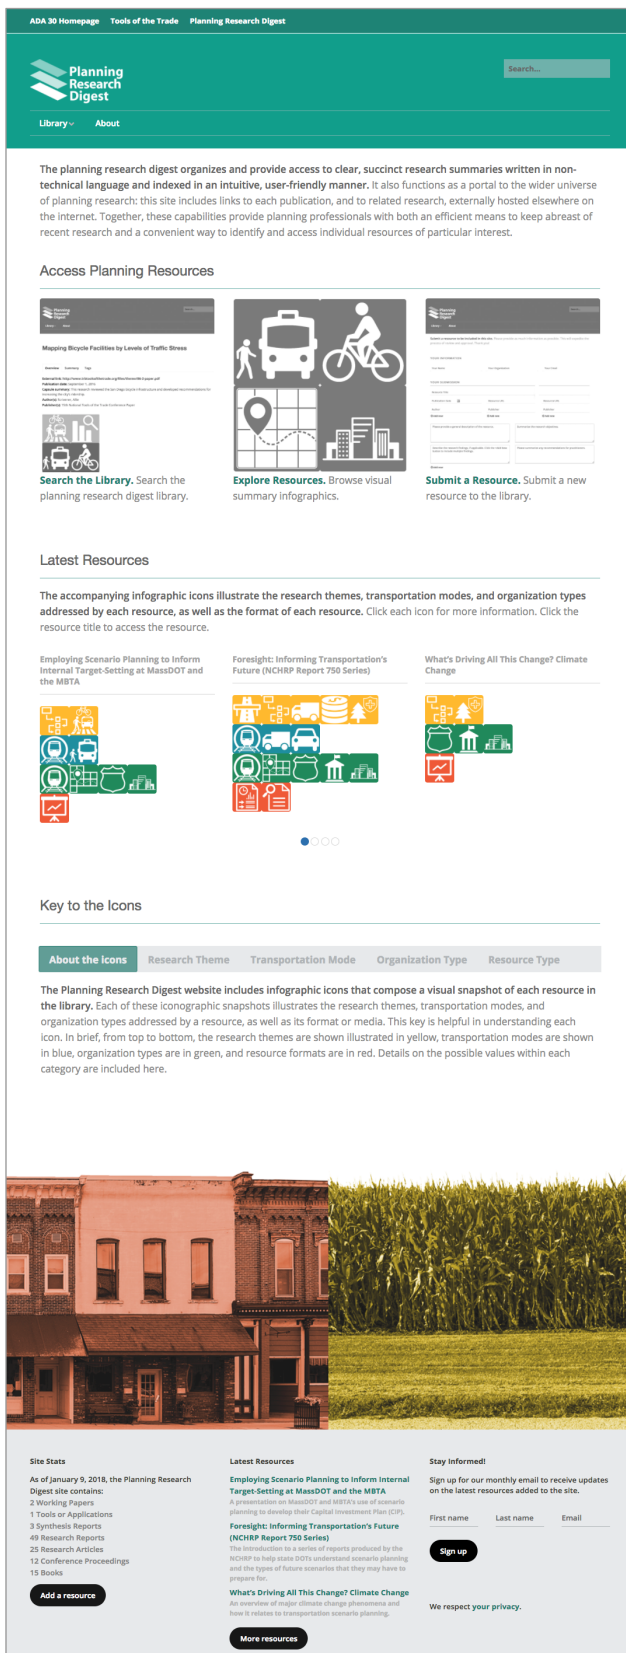 ADA 30 Homepage Tools of the Trade Planning Research Digest
Planning
Research
Digest
Search...
Library About
The planning research digest organizes and provide access to clear, succinct research summaries written in non-
technical language and indexed in an intuitive, user-friendly manner. It also functions as a portal to the wider universe
of planning research: this site includes links to each publication, and to related research, externally hosted elsewhere on
the internet. Together, these capabilities provide planning professionals with both an efficient means to keep abreast of
recent research and a convenient way to identify and access individual resources of particular interest.
Access Planning Resources
Planning
Research
Digest
Mapping Bicycle Facilities by Levels of Traffic Stress
Overview Summary Tags
Search the Library. Search the
planning research digest library.
Explore Resources. Browse visual
summary infographics.
Submit a Resource. Submit a new
resource to the library.
Latest Resources
The accompanying infographic icons illustrate the research themes, transportation modes, and organization types
addressed by each resource, as well as the format of each resource. Click each icon for more information. Click the
resource title to access the resource.
Employing Scenario Planning to Inform
Internal Target-Setting at MassDOT and
the MBTA
Foresight: Informing Transportation's
Future (NCHRP Report 750 Series)
What's Driving All This Change? Climate
Change
Key to the Icons
About the icons Research Theme Transportation Mode Organization Type Resource Type
The Planning Research Digest website includes infographic icons that compose a visual snapshot of each resource in
the library. Each of these iconographic snapshots illustrates the research themes, transportation modes, and
organization types addressed by a resource, as well as its format or media. This key is helpful in understanding each
icon. In brief, from top to bottom, the research themes are shown illustrated in yellow, transportation modes are shown
in blue, organization types are in green, and resource formats are in red. Details on the possible values within each
category are included here.
Site Stats
As of January 9, 2018, the Planning Research
Digest site contains:
2 Working Papers
1 Tools or Applications
3 Synthesis Reports
49 Research Reports
25 Research Articles
12 Conference Proceedings
15 Books
Add a resource
Latest Resources
Employing Scenario Planning to Inform Internal
Target-Setting at MassDOT and the MBTA
A presentation on MassDOT and MBTA's use of scenario
planning to develop their Capital Investment Plan (CIP).
Foresight: Informing Transportation's Future
(NCHRP Report 750 Series)
The introduction to a series of reports produced by the
NCHRP to help state DOTs understand scenario planning
and the types of future scenarios that they may have to
prepare for.
What's Driving All This Change? Climate Change
An overview of major climate change phenomena and
how it relates to transportation scenario planning.
More resources
Stay Informed!
Sign up for our monthly email to receive updates
on the latest resources added to the site.
First name Last name Email
Sign up
We respect your privacy.